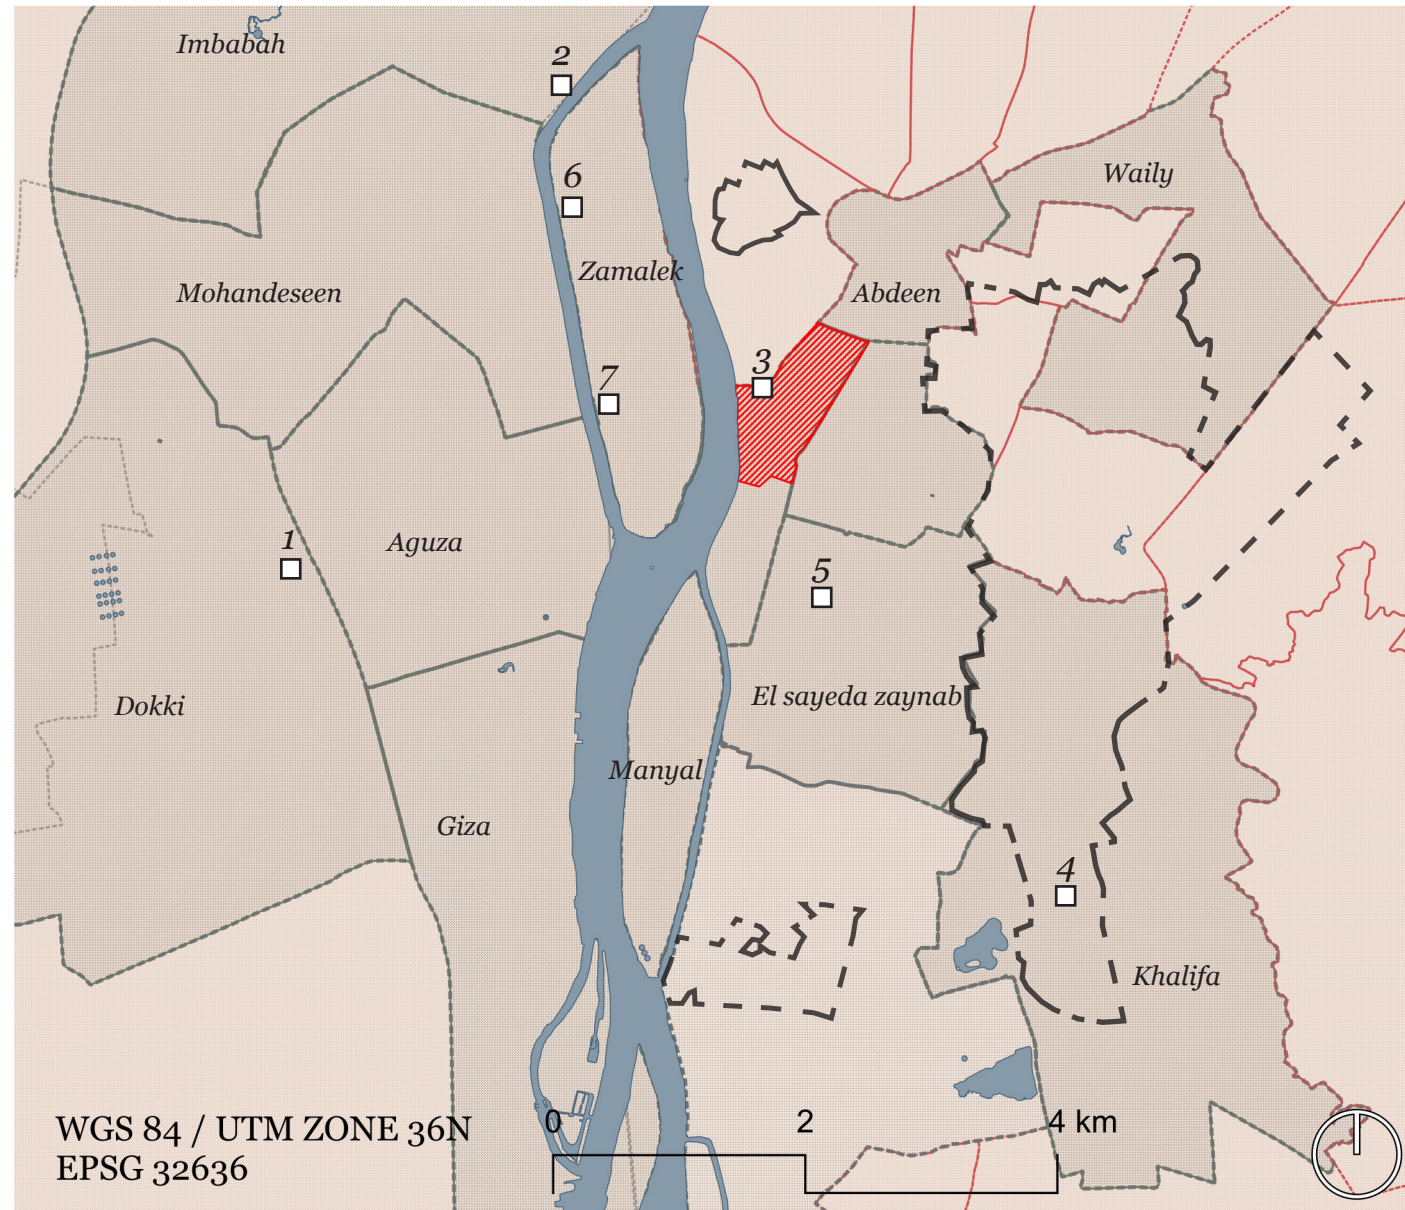 Imbabah
2
Waily
6
Zamalek
Mohandeseen
Abdeen
3
7
1
Aguza
5
El sayeda zaynab
Dokki
Manyal
Giza
4
Khalifa
WGS 84 / UTM ZONE 36N
EPSG 32636
0 2 4 km